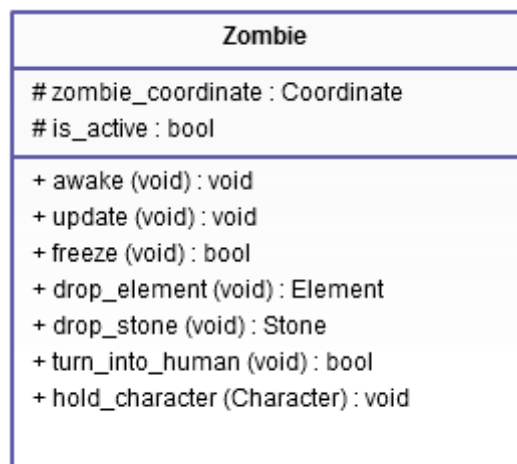 Zombie
# zombie_coordinate : Coordinate
# is_active : bool
+ awake (void) : void
+ update (void) : void
+ freeze (void) : bool
+ drop_element (void) : Element
+ drop_stone (void) : Stone
+ turn_into_human (void) : bool
+ hold_character (Character) : void